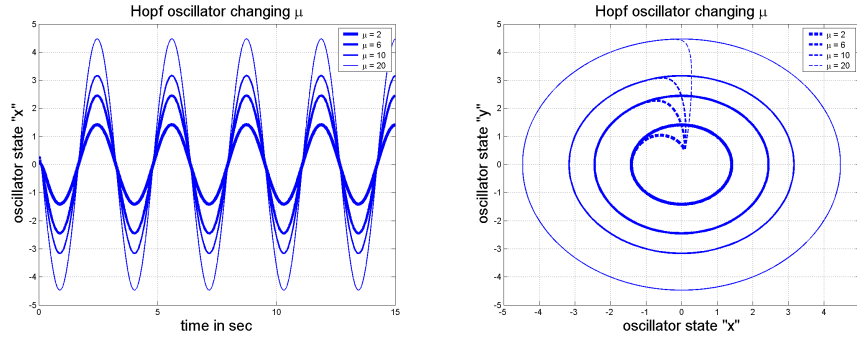 Hopf oscillator changing μ
μ = 2
μ = 6
μ = 10
μ = 20
oscillator state "x"
5
4
3
2
1
0
-1
-2
-3
-4
-5
0
5
10
15
time in sec
Hopf oscillator changing μ
μ = 2
μ = 6
μ = 10
μ = 20
oscillator state "y"
5
4
3
2
1
0
-1
-2
-3
-4
-5
-5
-4
-3
-2
-1
0
1
2
3
4
oscillator state "x"